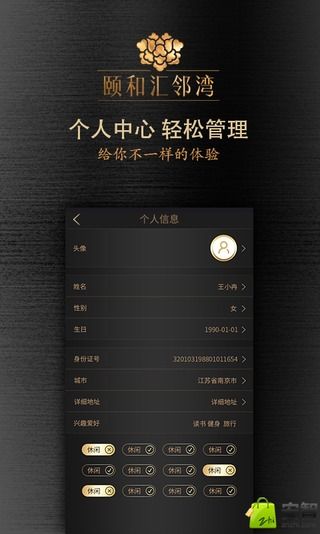 颐和汇邻湾
个人中心 轻松管理
给你不一样的体验
个人信息
头像
姓名 王小冉
性别 女
生日 1990-01-01
身份证号 320103198801011654
城市 江苏省南京市
详细地址 详细地址
兴趣爱好 读书 健身 旅行
休闲 休闲 休闲 休闲
休闲 休闲 休闲 休闲
休闲 休闲 休闲 休闲
安智
zhi
anzhi.com